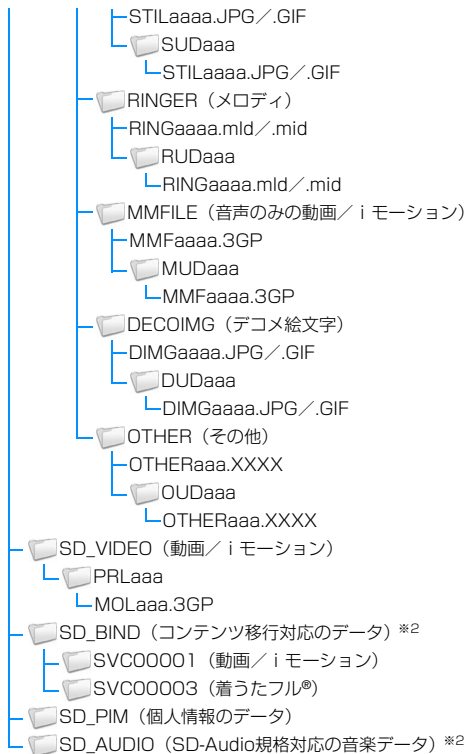 STILaaaa.JPG／.GIF
SUDaaa
STILaaaa.JPG／.GIF
RINGER（メロディ）
RINGaaaa.mld／.mid
RUDaaa
RINGaaaa.mld／.mid
MMFILE（音声のみの動画／ｉモーション）
MMFaaaa.3GP
MUDaaa
MMFaaaa.3GP
DECOIMG（デコメ絵文字）
DIMGaaaa.JPG／.GIF
DUDaaa
DIMGaaaa.JPG／.GIF
OTHER（その他）
OTHERaaa.XXXX
OUDaaa
OTHERaaa.XXXX
SD_VIDEO（動画／ｉモーション）
PRLaaa
MOLaaa.3GP
SD_BIND（コンテンツ移行対応のデータ）※2
SVC00001（動画／ｉモーション）
SVC00003（着うたフル®）
SD_PIM（個人情報のデータ）
SD_AUDIO（SD-Audio規格対応の音楽データ）※2